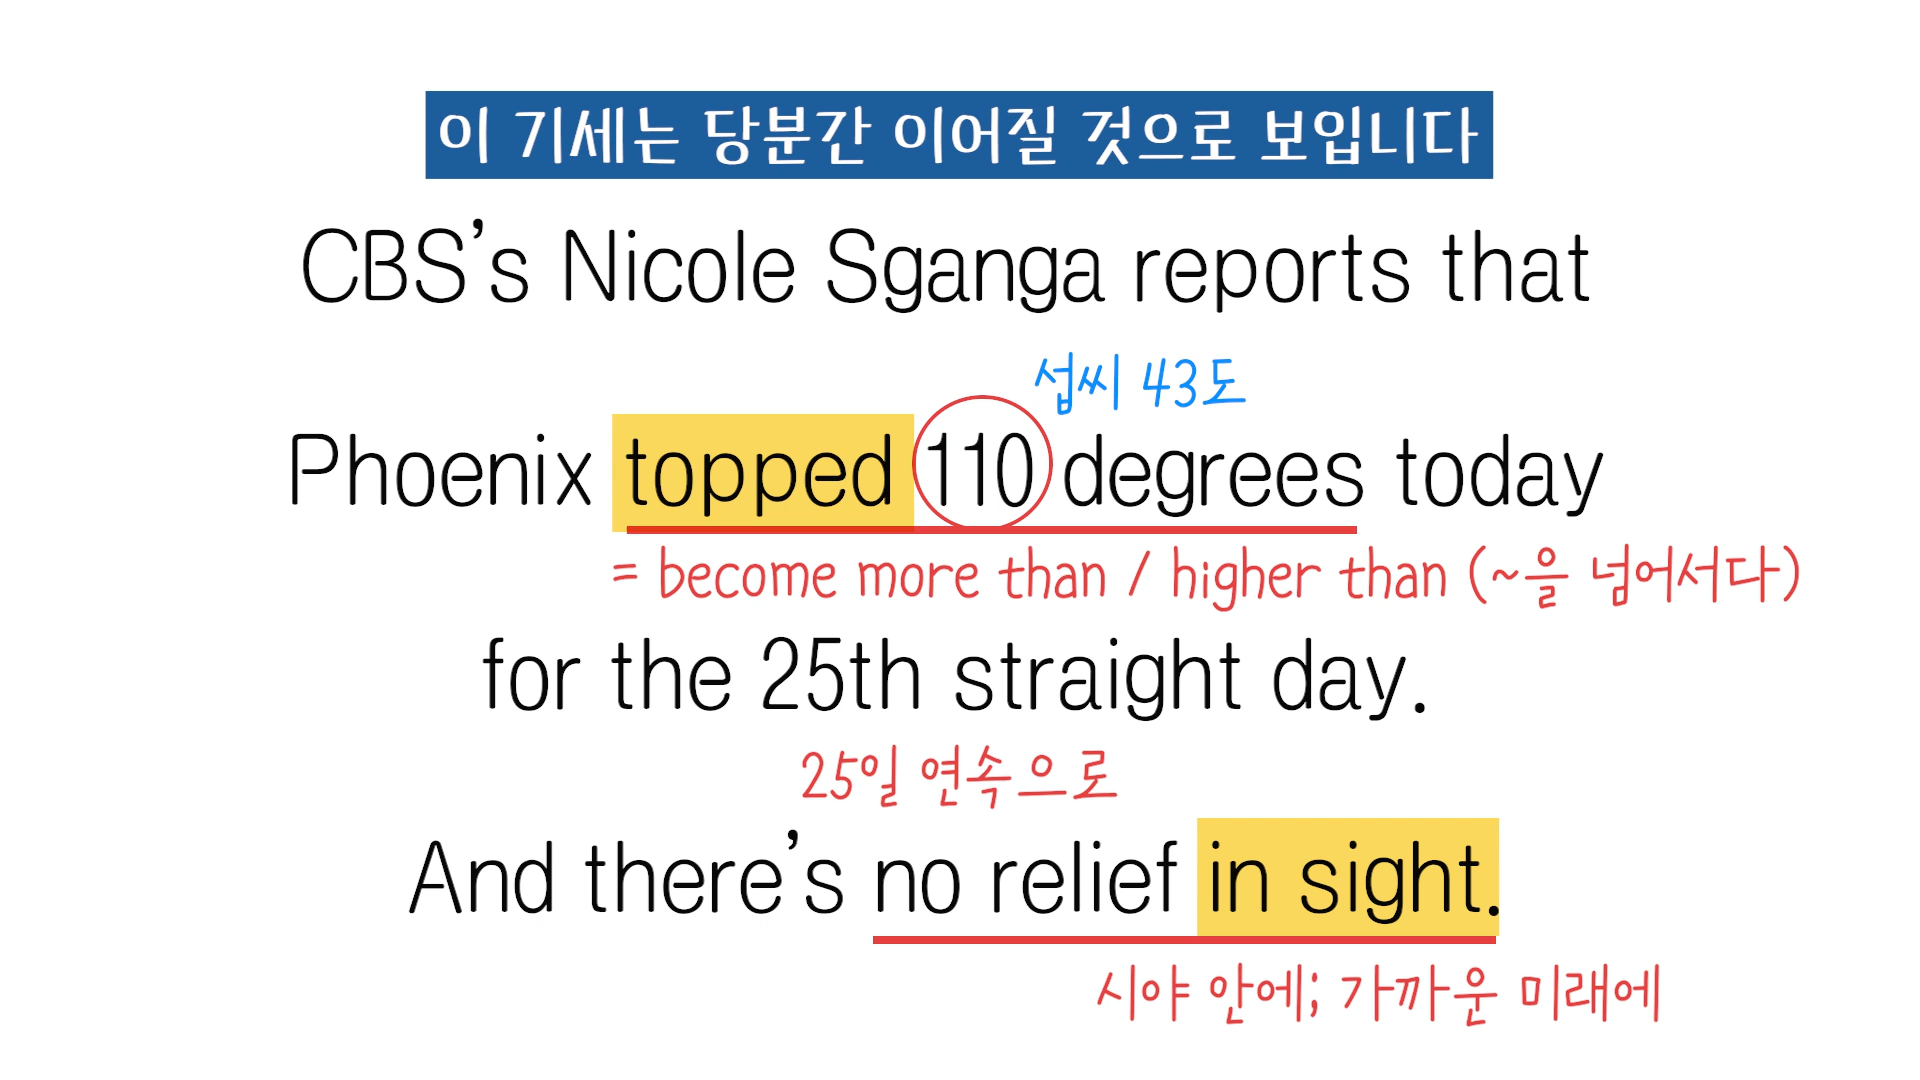 이 기세는 당분간 이어질 것으로 보입니다
CBS’s Nicole Sganga reports that
섭씨 43도
Phoenix topped 110 degrees today
= become more than / higher than (~을 넘어서다)
for the 25th straight day.
25일 연속으로
And there’s no relief in sight.
시야 안에; 가까운 미래에